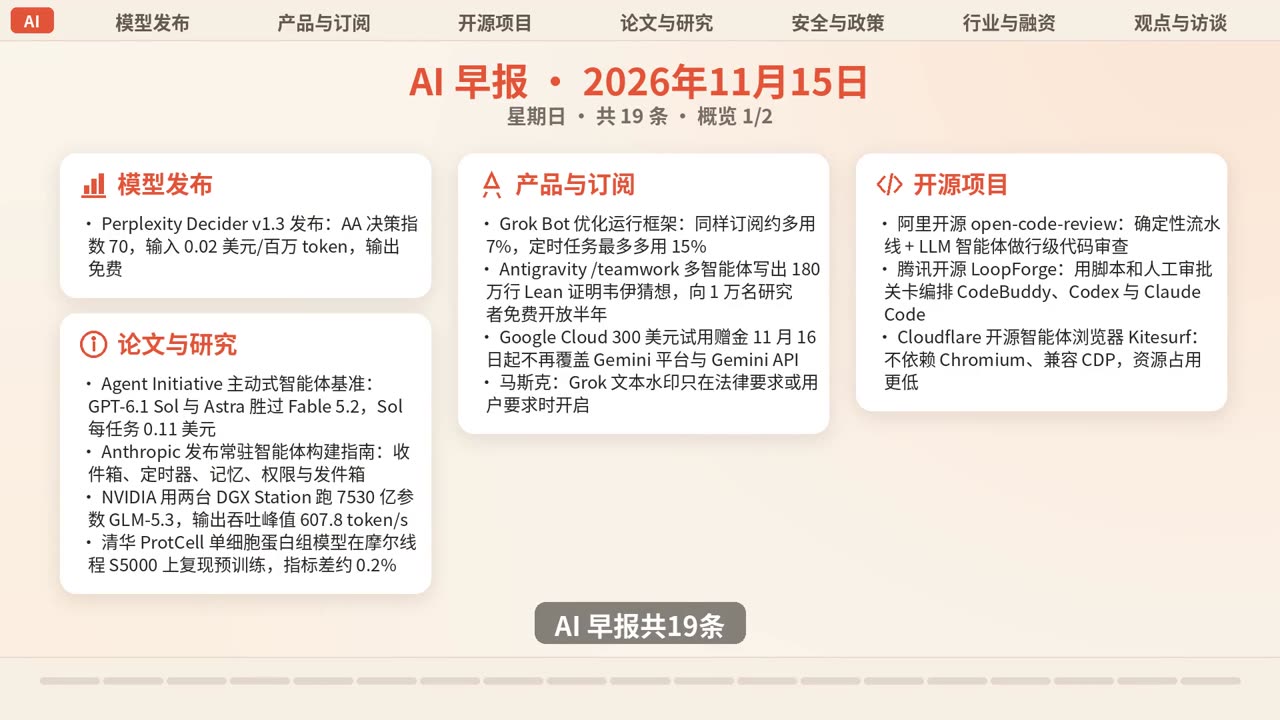 AI
模型发布
产品与订阅
开源项目
论文与研究
安全与政策
行业与融资
观点与访谈
AI 早报 • 2026年11月15日
星期日 • 共 19 条 • 概览 1/2
模型发布
• Perplexity Decider v1.3 发布：AA 决策指
数 70，输入 0.02 美元/百万 token，输出
免费
论文与研究
• Agent Initiative 主动式智能体基准：
GPT-6.1 Sol 与 Astra 胜过 Fable 5.2，Sol
每任务 0.11 美元
• Anthropic 发布常驻智能体构建指南：收
件箱、定时器、记忆、权限与发件箱
• NVIDIA 用两台 DGX Station 跑 7530 亿参
数 GLM-5.3，输出吞吐峰值 607.8 token/s
• 清华 ProtCell 单细胞蛋白组模型在摩尔线
程 S5000 上复现预训练，指标差约 0.2%
产品与订阅
• Grok Bot 优化运行框架：同样订阅约多用
7%，定时任务最多多用 15%
• Antigravity /teamwork 多智能体写出 180
万行 Lean 证明韦伊猜想，向 1 万名研究
者免费开放半年
• Google Cloud 300 美元试用赠金 11 月 16
日起不再覆盖 Gemini 平台与 Gemini API
• 马斯克：Grok 文本水印只在法律要求或用
户要求时开启
开源项目
• 阿里开源 open-code-review：确定性流水
线 + LLM 智能体做行级代码审查
• 腾讯开源 LoopForge：用脚本和人工审批
关卡编排 CodeBuddy、Codex 与 Claude
Code
• Cloudflare 开源智能体浏览器 Kitesurf：
不依赖 Chromium、兼容 CDP，资源占用
更低
AI 早报共19条